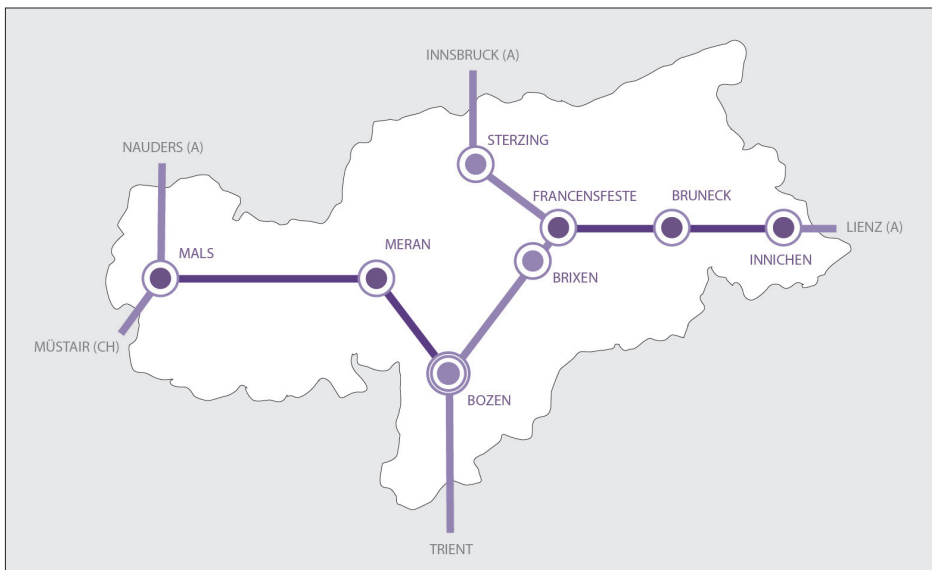 INNSBRUCK (A)
STERZING
NAUDERS (A)
FRANCENSFESTE
BRUNECK
LIENZ (A)
MALS
MERAN
BRIXEN
INNICHEN
MÜSTAIR (CH)
BOZEN
TRIENT